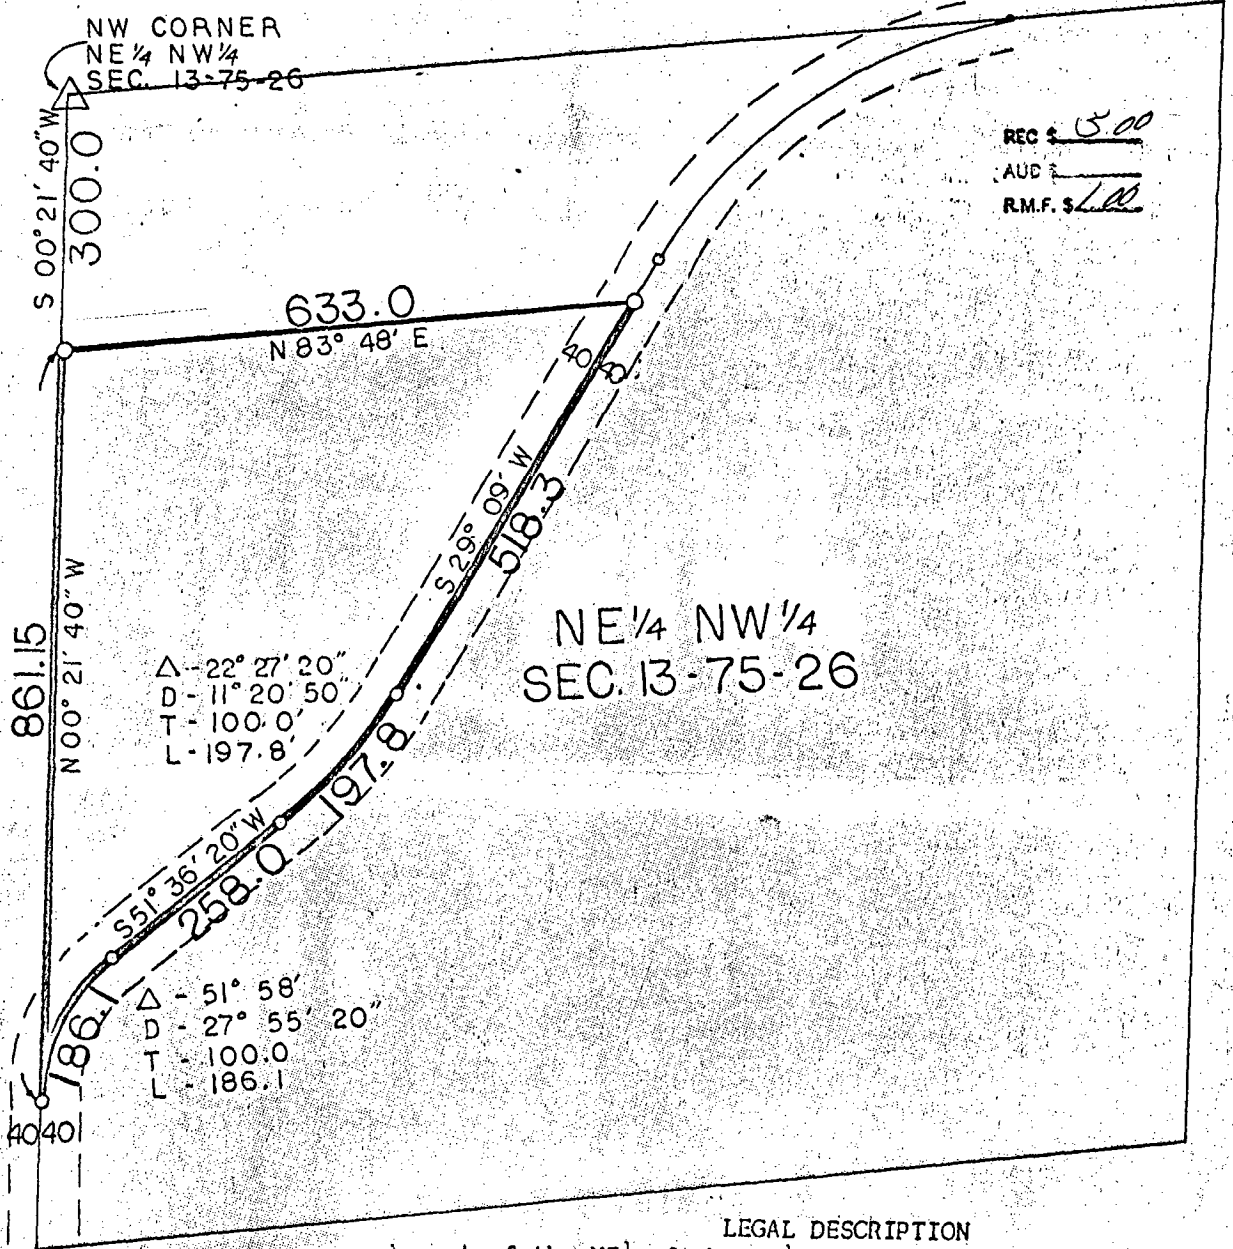 NW CORNER
NE¼ NW¼
SEC. 13-75-26
S 00° 21' 40" W
300.0
REC $ 5.00
AUD $
R.M.F. $ 1.00
633.0
N 83° 48' E
40 40
S 29° 09' W
518.3
NE¼ NW¼
SEC. 13-75-26
861.15
N 00° 21' 40" W
Δ - 22° 27' 20"
D - 11° 20' 50"
T - 100.0'
L - 197.8'
197.8
S 51° 36' 20" W
258.0
186.1
Δ - 51° 58'
D - 27° 55' 20"
T - 100.0
L - 186.1
40 40
LEGAL DESCRIPTION